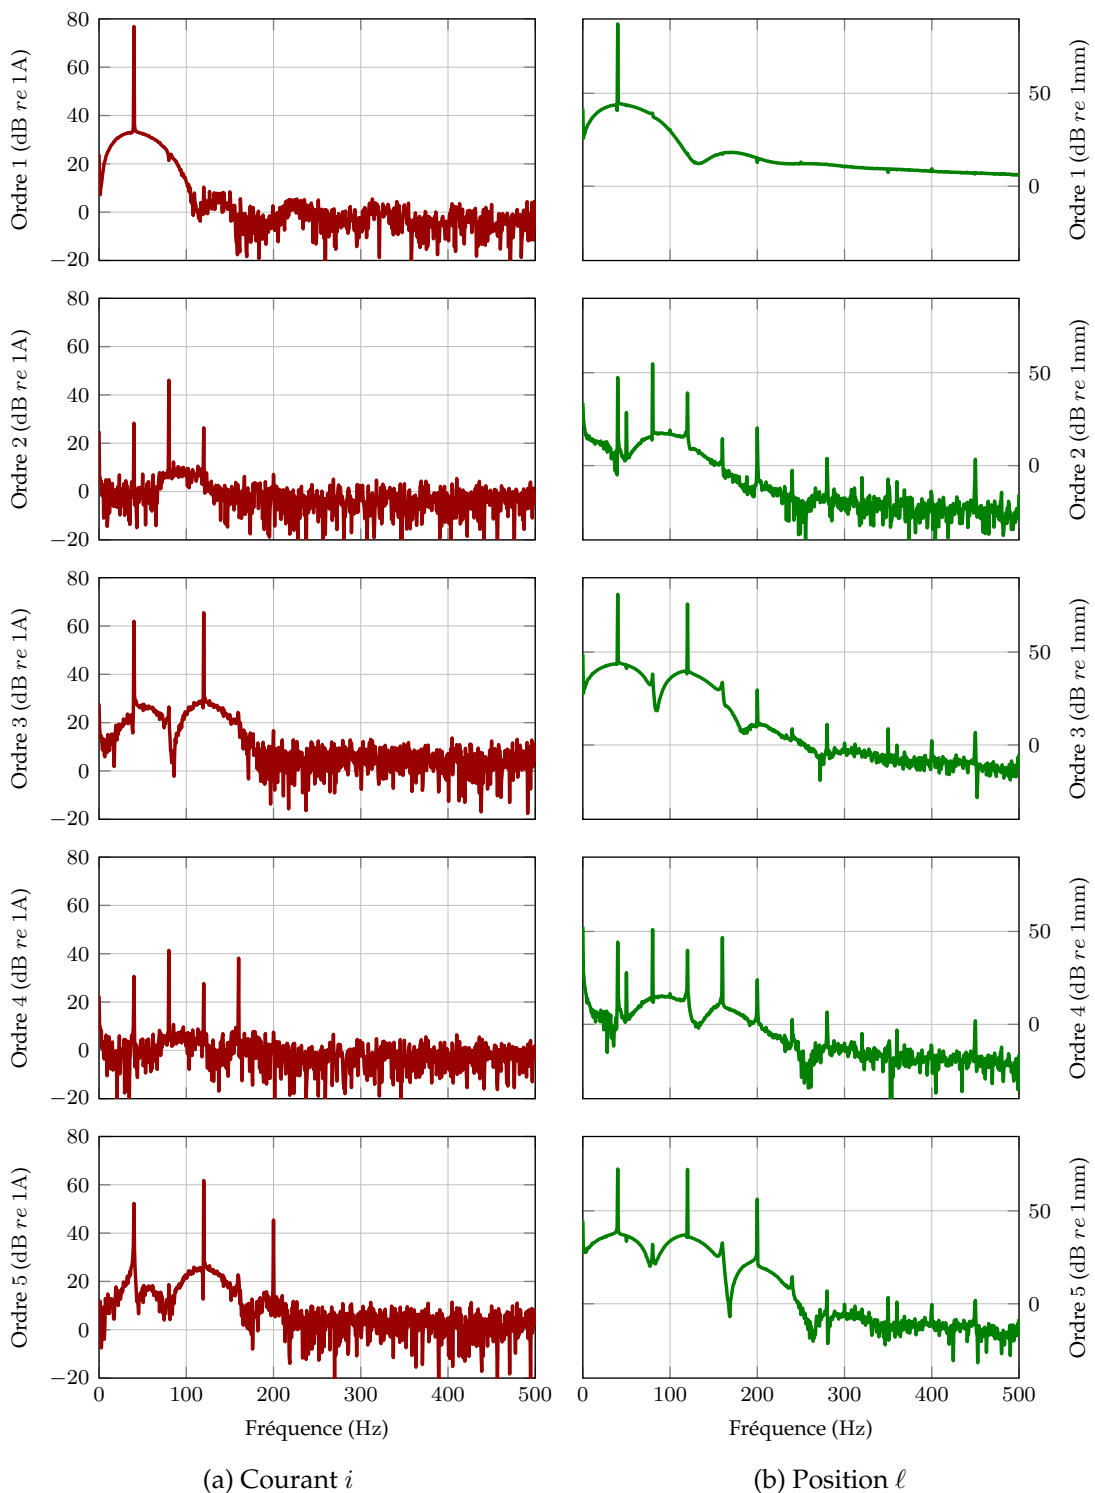 80
60
40
20
0
−20
Ordre 1 (dB re 1A)
50
0
Ordre 1 (dB re 1mm)
80
60
40
20
0
−20
Ordre 2 (dB re 1A)
50
0
Ordre 2 (dB re 1mm)
80
60
40
20
0
−20
Ordre 3 (dB re 1A)
50
0
Ordre 3 (dB re 1mm)
80
60
40
20
0
−20
Ordre 4 (dB re 1A)
50
0
Ordre 4 (dB re 1mm)
80
60
40
20
0
−20
Ordre 5 (dB re 1A)
50
0
Ordre 5 (dB re 1mm)
0 100 200 300 400 500
0 100 200 300 400 500
Fréquence (Hz)
Fréquence (Hz)
(a) Courant i
(b) Position ℓ